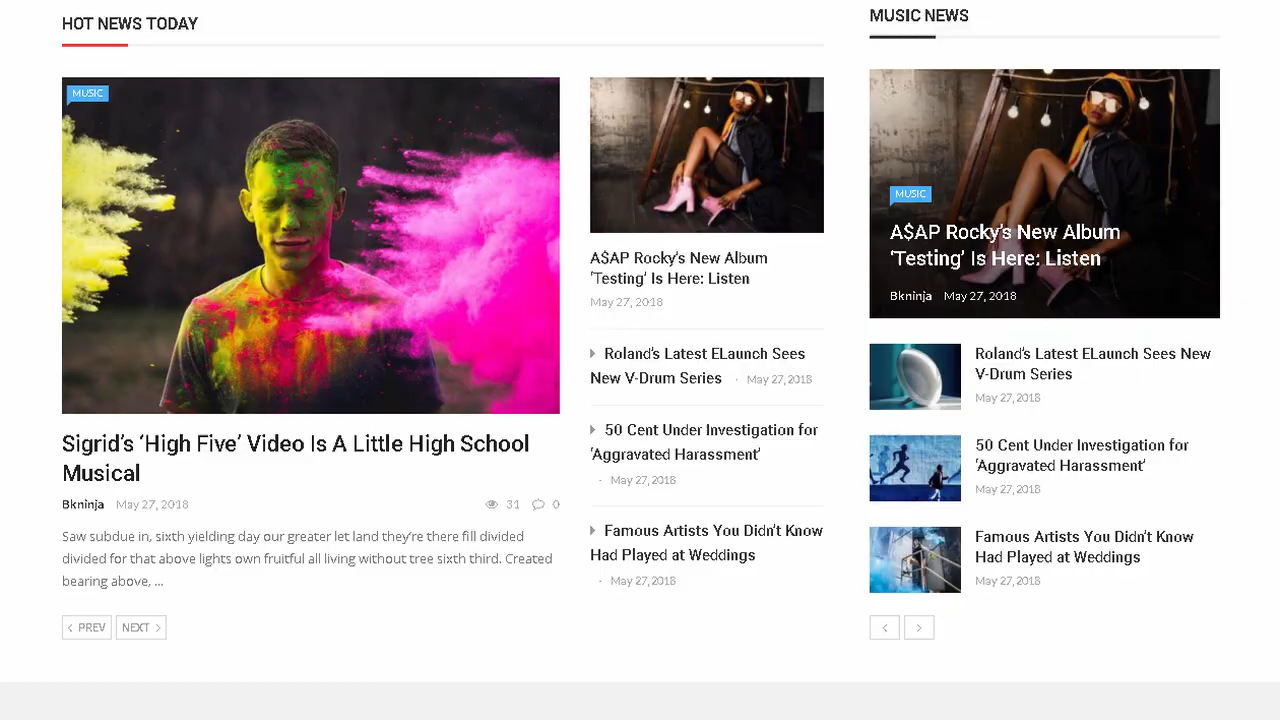 HOT NEWS TODAY
MUSIC
Sigrid's 'High Five' Video Is A Little High School
Musical
Bkninja May 27, 2018 31 0
Saw subdue in, sixth yielding day our greater let land they're there fill divided
divided for that above lights own fruitful all living without tree sixth third. Created
bearing above, ...
PREV NEXT
A$AP Rocky's New Album
'Testing' Is Here: Listen
May 27, 2018
Roland's Latest ELaunch Sees
New V-Drum Series · May 27, 2018
50 Cent Under Investigation for
'Aggravated Harassment'
· May 27, 2018
Famous Artists You Didn't Know
Had Played at Weddings
· May 27, 2018
MUSIC NEWS
MUSIC
A$AP Rocky's New Album
'Testing' Is Here: Listen
Bkninja May 27, 2018
Roland's Latest ELaunch Sees New
V-Drum Series
May 27, 2018
50 Cent Under Investigation for
'Aggravated Harassment'
May 27, 2018
Famous Artists You Didn't Know
Had Played at Weddings
May 27, 2018